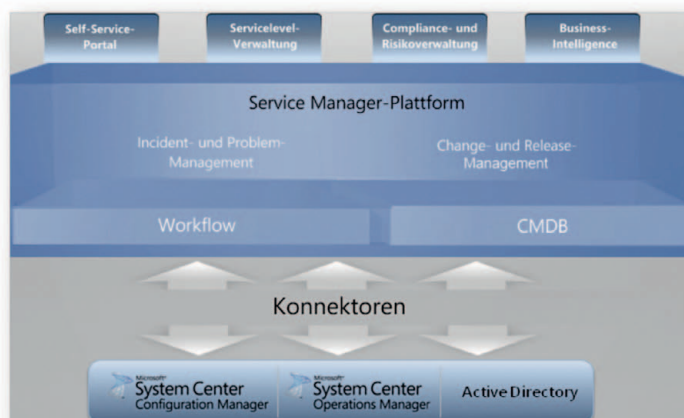 Self-Service-
Portal
Servicelevel-
Verwaltung
Compliance- und
Risikoverwaltung
Business-
Intelligence
Service Manager-Plattform
Incident- und Problem-
Management
Change- und Release-
Management
Workflow
CMDB
Konnektoren
Microsoft®
System Center
Configuration Manager
Microsoft®
System Center
Operations Manager
Active Directory